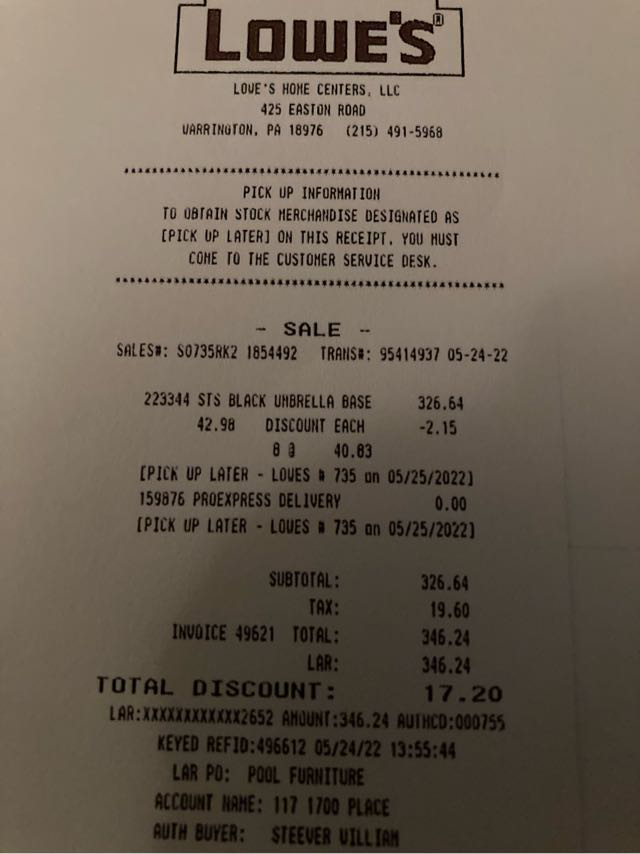 LOWE'S®
LOWE'S HOME CENTERS, LLC
425 EASTON ROAD
WARRINGTON, PA 18976 (215) 491-5968
PICK UP INFORMATION
TO OBTAIN STOCK MERCHANDISE DESIGNATED AS
[PICK UP LATER] ON THIS RECEIPT, YOU MUST
COME TO THE CUSTOMER SERVICE DESK.
- SALE -
SALES#: S0735RK2 1854492 TRANS#: 95414937 05-24-22
223344 STS BLACK UMBRELLA BASE 326.64
42.98 DISCOUNT EACH -2.15
8 @ 40.83
[PICK UP LATER - LOWES # 735 on 05/25/2022]
159876 PROEXPRESS DELIVERY 0.00
[PICK UP LATER - LOWES # 735 on 05/25/2022]
SUBTOTAL: 326.64
TAX: 19.60
INVOICE 49621 TOTAL: 346.24
LAR: 346.24
TOTAL DISCOUNT: 17.20
LAR:XXXXXXXXXXXX2652 AMOUNT:346.24 AUTHCD:000755
KEYED REFID:496612 05/24/22 13:55:44
LAR PO: POOL FURNITURE
ACCOUNT NAME: 117 1700 PLACE
AUTH BUYER: STEEVER WILLIAM